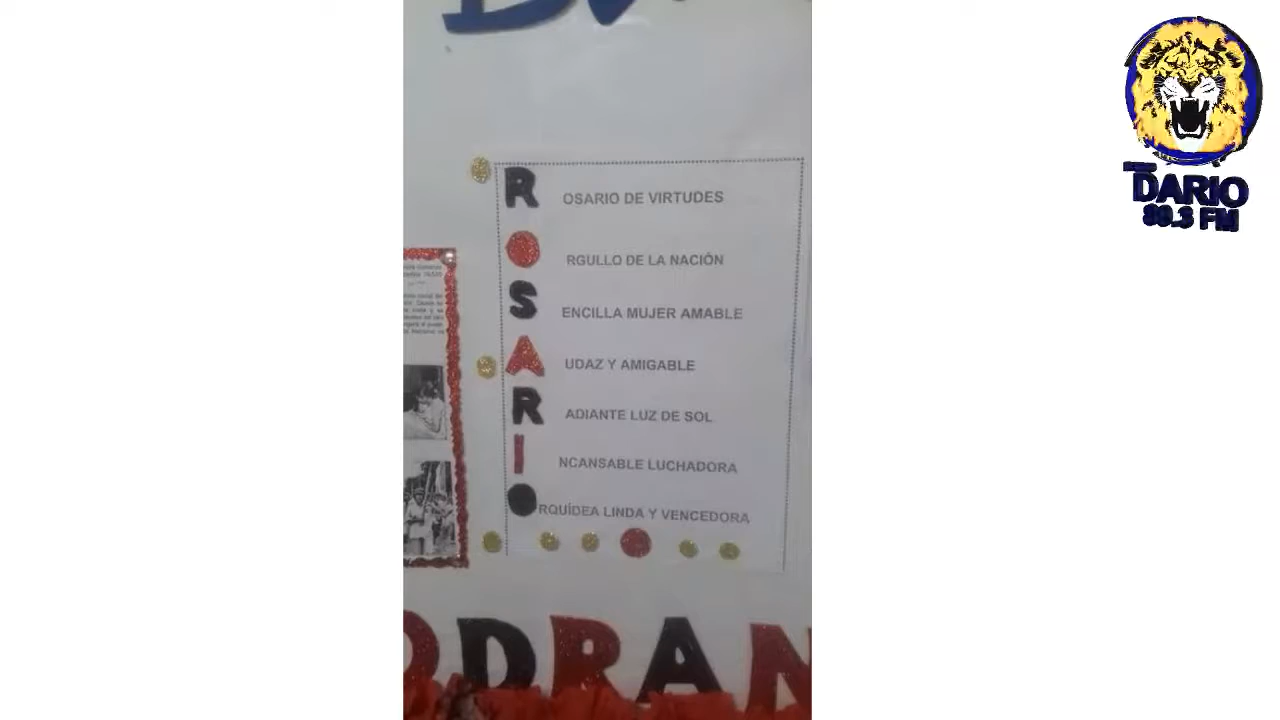 ROSARIO DE VIRTUDES
ORGULLO DE LA NACIÓN
SENCILLA MUJER AMABLE
AUDAZ Y AMIGABLE
RADIANTE LUZ DE SOL
INCANSABLE LUCHADORA
ORQUÍDEA LINDA Y VENCEDORA
ODRAN
DARIO
89.3 FM